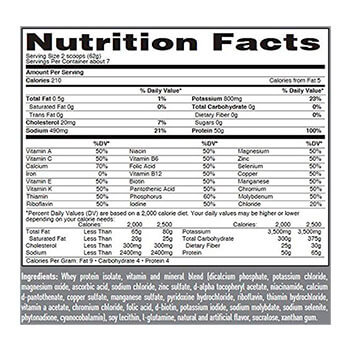 Nutrition Facts
Serving Size 2 scoops (62g)
Servings Per Container about 7
Amount Per Serving
Calories 210 Calories from Fat 5
% Daily Value* % Daily Value*
Total Fat 0.5g 1% Potassium 800mg 20%
Saturated Fat 0g 0% Total Carbohydrate 0g 0%
Trans Fat 0g Dietary Fiber 0g 0%
Cholesterol 20mg 7% Sugars 0g
Sodium 490mg 21% Protein 50g 100%
%DV* %DV* %DV*
Vitamin A 50% Niacin 50% Magnesium 50%
Vitamin C 50% Vitamin B6 50% Zinc 50%
Calcium 70% Folic Acid 50% Selenium 50%
Iron 0% Vitamin B12 50% Copper 50%
Vitamin E 50% Biotin 50% Manganese 50%
Vitamin K 50% Pantothenic Acid 50% Chromium 20%
Thiamin 50% Phosphorus 60% Molybdenum 50%
Riboflavin 50% Iodine 50% Chloride 20%
*Percent Daily Values (DV) are based on a 2,000 calorie diet. Your daily values may be higher or lower
depending on your calorie needs.
Calories 2,000 2,500 2,000 2,500
Total Fat Less Than 65g 80g Potassium 3,500mg 3,500mg
Saturated Fat Less Than 20g 25g Total Carbohydrate 300g 375g
Cholesterol Less Than 300mg 300mg Dietary Fiber 25g 30g
Sodium Less Than 2400mg 2400mg Protein 50g 65g
Calories Per Gram: Fat 9 • Carbohydrate 4 • Protein 4
Ingredients: Whey protein isolate, vitamin and mineral blend (dicalcium phosphate, potassium chloride,
magnesium oxide, ascorbic acid, sodium chloride, zinc sulfate, d-alpha tocopheryl acetate, niacinamide, calcium
d-pantothenate, copper sulfate, manganese sulfate, pyridoxine hydrochloride, riboflavin, thiamin hydrochloride,
vitamin a acetate, chromium chloride, folic acid, d-biotin, potassium iodide, sodium molybdate, sodium selenite,
phytonadione, cyanocobalamin), soy lecithin, l-glutamine, natural and artificial flavor, sucralose, xanthan gum.